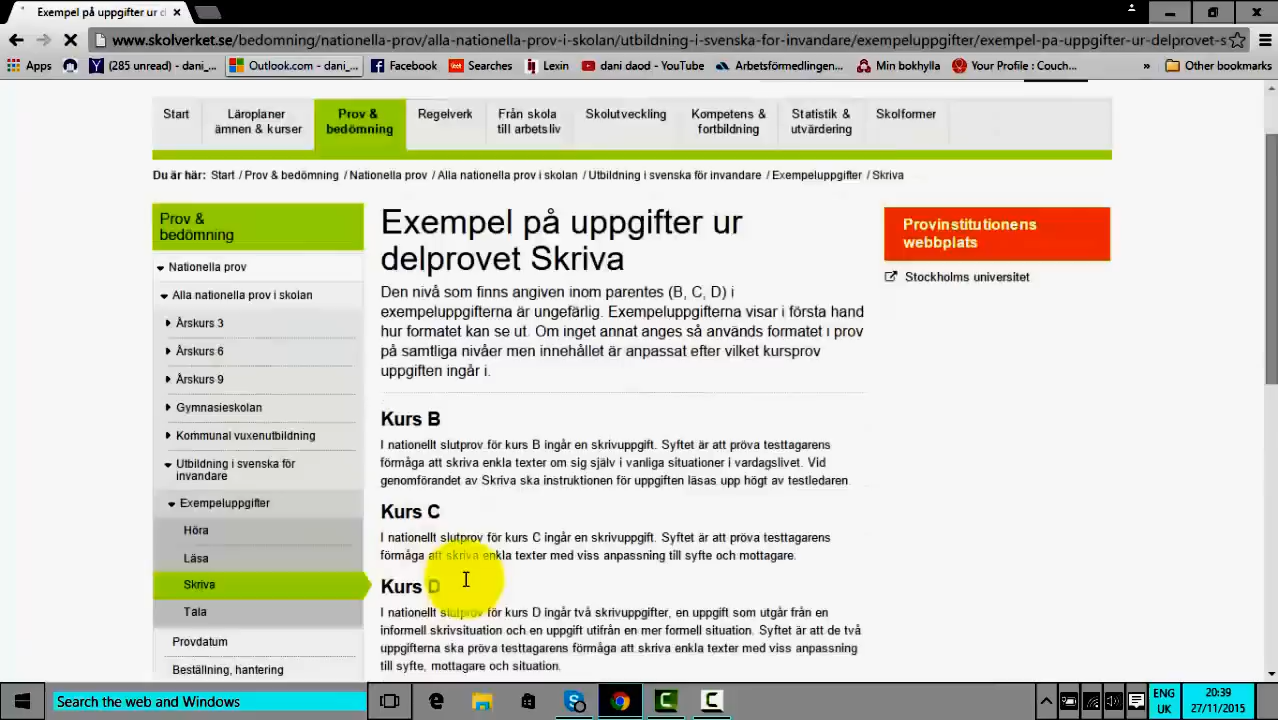 Exempel på uppgifter ur d
www.skolverket.se/bedomning/nationella-prov/alla-nationella-prov-i-skolan/utbildning-i-svenska-for-invandare/exempeluppgifter/exempel-pa-uppgifter-ur-delprovet-s
Apps (285 unread) - dani_... Outlook.com - dani_... Facebook Searches Lexin dani daod - YouTube Arbetsförmedlingen... Min bokhylla Your Profile : Couch... » Other bookmarks
Start Läroplaner ämnen & kurser Prov & bedömning Regelverk Från skola till arbetsliv Skolutveckling Kompetens & fortbildning Statistik & utvärdering Skolformer
Du är här: Start / Prov & bedömning / Nationella prov / Alla nationella prov i skolan / Utbildning i svenska för invandare / Exempeluppgifter / Skriva
Prov &
bedömning
Nationella prov
Alla nationella prov i skolan
Årskurs 3
Årskurs 6
Årskurs 9
Gymnasieskolan
Kommunal vuxenutbildning
Utbildning i svenska för
invandare
Exempeluppgifter
Höra
Läsa
Skriva
Tala
Provdatum
Beställning, hantering
Exempel på uppgifter ur
delprovet Skriva
Den nivå som finns angiven inom parentes (B, C, D) i
exempeluppgifterna är ungefärlig. Exempeluppgifterna visar i första hand
hur formatet kan se ut. Om inget annat anges så används formatet i prov
på samtliga nivåer men innehållet är anpassat efter vilket kursprov
uppgiften ingår i.
Kurs B
I nationellt slutprov för kurs B ingår en skrivuppgift. Syftet är att pröva testtagarens
förmåga att skriva enkla texter om sig själv i vanliga situationer i vardagslivet. Vid
genomförandet av Skriva ska instruktionen för uppgiften läsas upp högt av testledaren.
Kurs C
I nationellt slutprov för kurs C ingår en skrivuppgift. Syftet är att pröva testtagarens
förmåga att skriva enkla texter med viss anpassning till syfte och mottagare.
Kurs D
I nationellt slutprov för kurs D ingår två skrivuppgifter, en uppgift som utgår från en
informell skrivsituation och en uppgift utifrån en mer formell situation. Syftet är att de två
uppgifterna ska pröva testtagarens förmåga att skriva enkla texter med viss anpassning
till syfte, mottagare och situation.
Provinstitutionens
webbplats
Stockholms universitet
Search the web and Windows
ENG
UK
20:39
27/11/2015